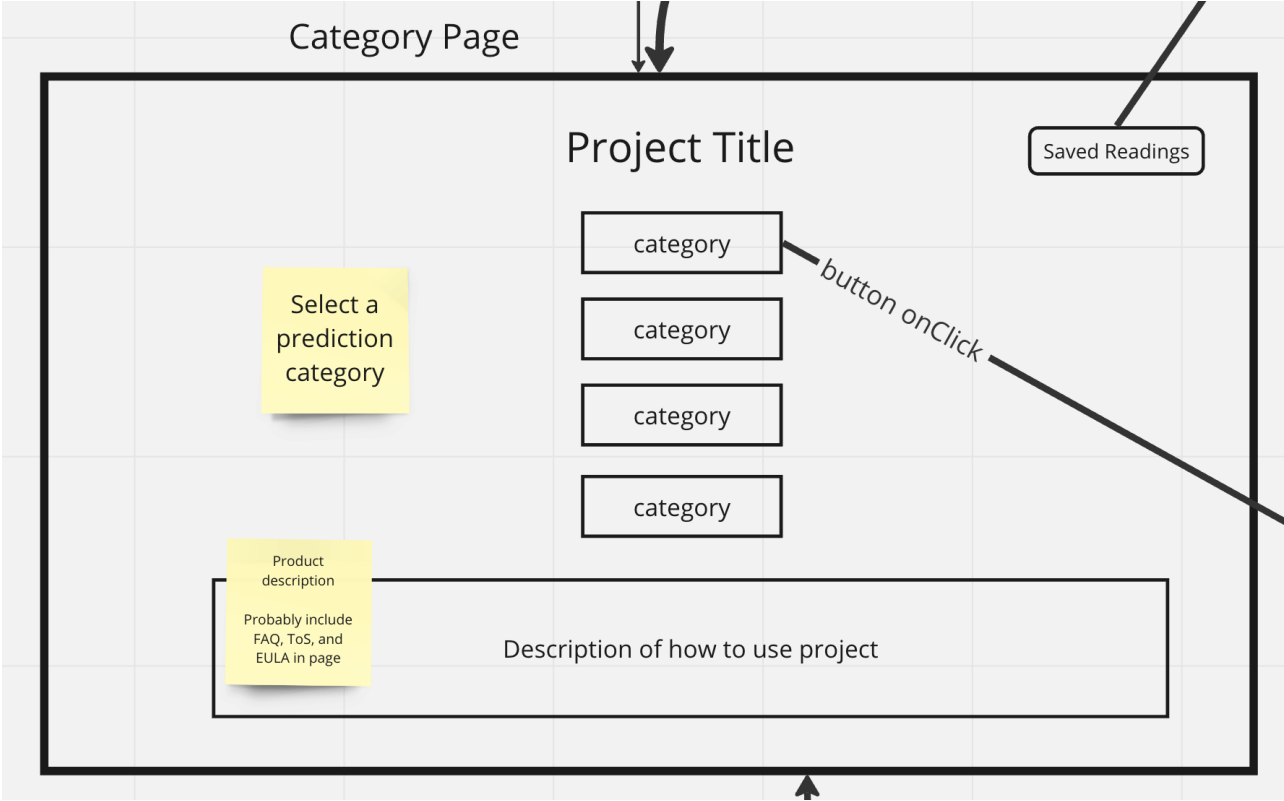 Category Page
Project Title
Saved Readings
category
button onClick
Select a
prediction
category
category
category
category
Product
description
Probably include
FAQ, ToS, and
EULA in page
Description of how to use project